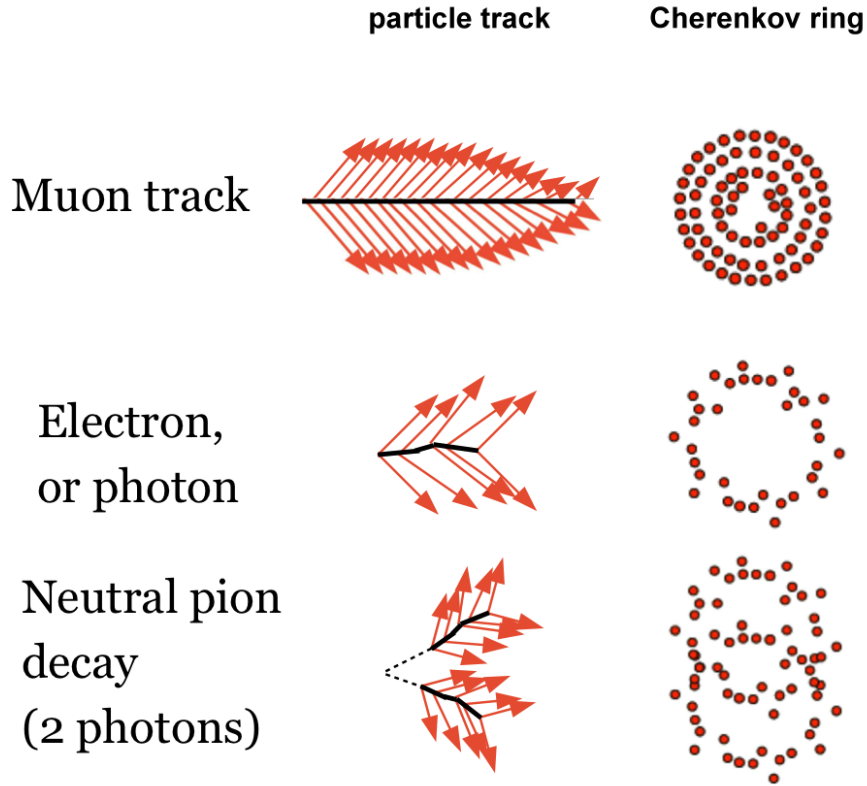 particle track
Cherenkov ring
Muon track
Electron,
or photon
Neutral pion
decay
(2 photons)